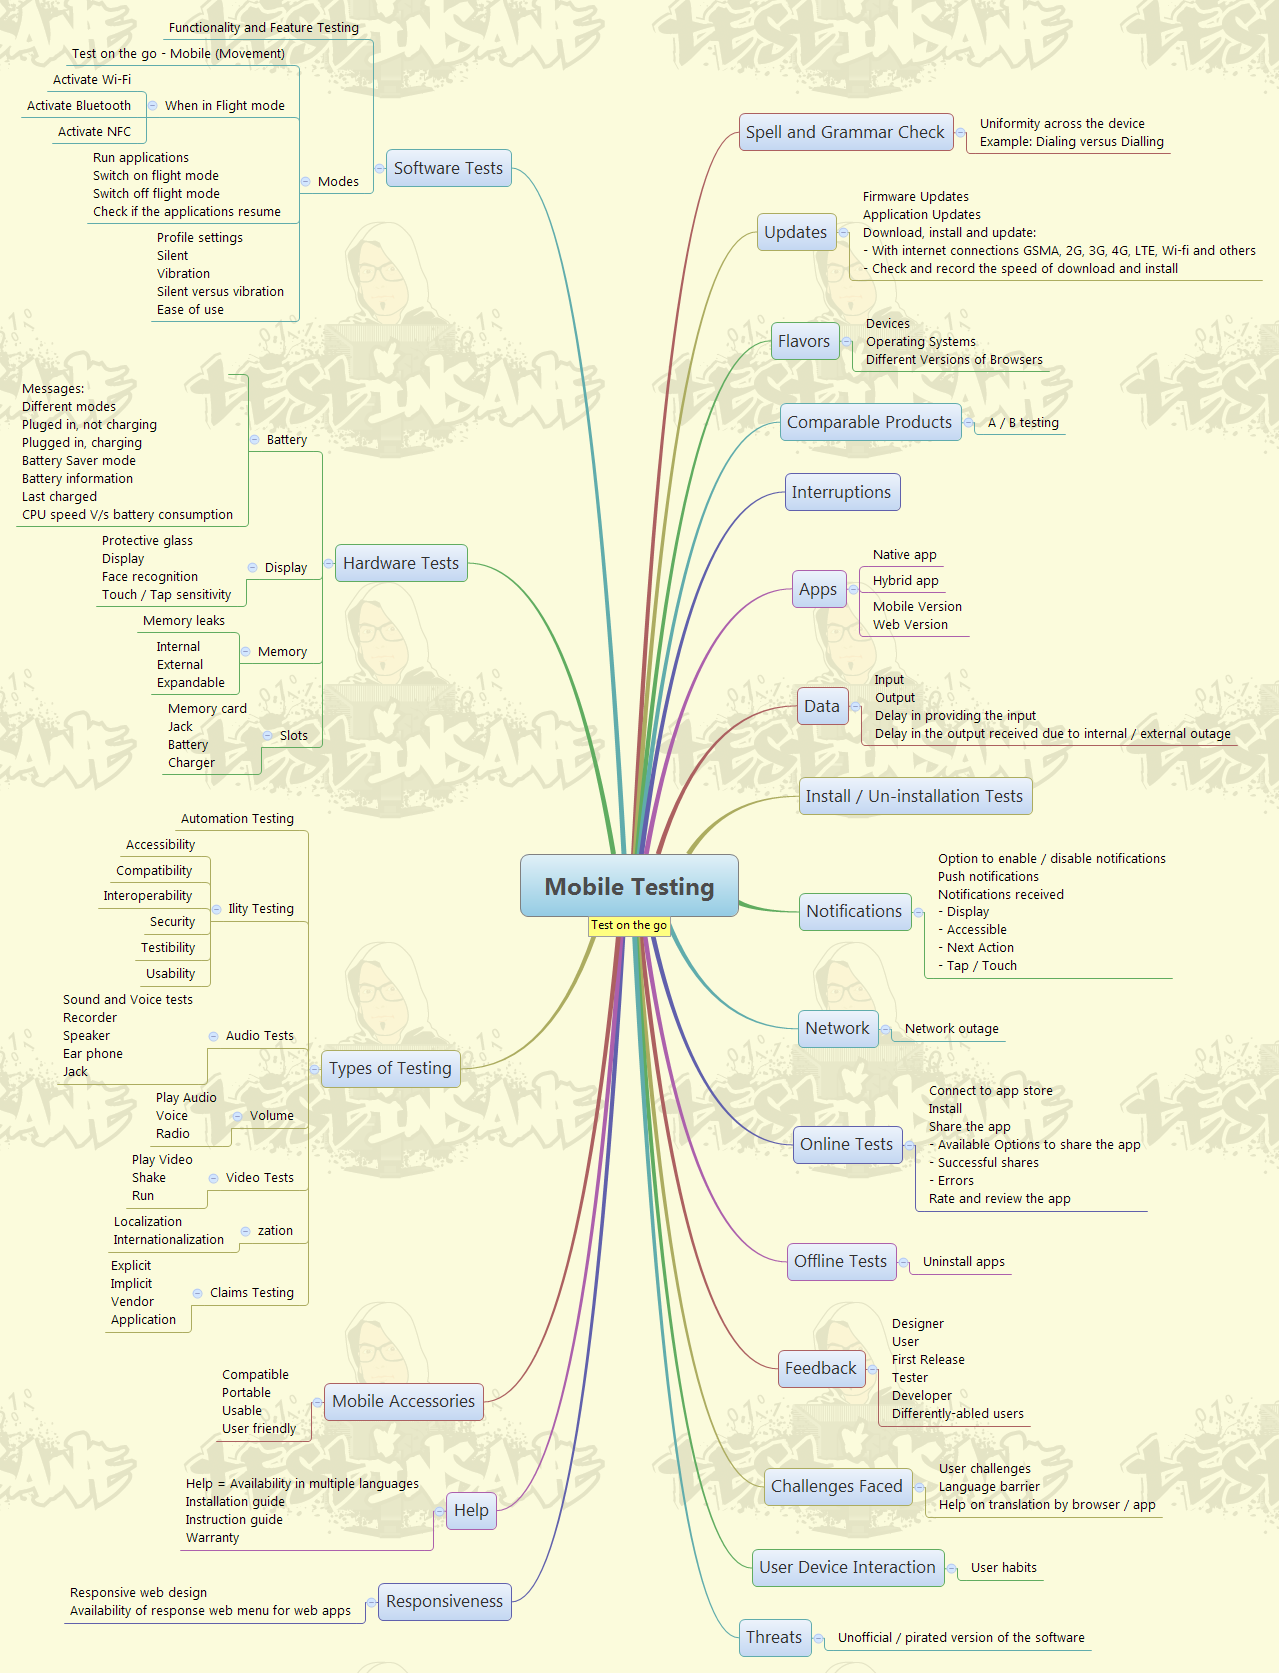 Mobile Testing
Test on the go
Software Tests
Functionality and Feature Testing
Test on the go - Mobile (Movement)
Modes
When in Flight mode
Activate Wi-Fi
Activate Bluetooth
Activate NFC
Run applications
Switch on flight mode
Switch off flight mode
Check if the applications resume
Profile settings
Silent
Vibration
Silent versus vibration
Ease of use
Hardware Tests
Battery
Messages:
Different modes
Pluged in, not charging
Plugged in, charging
Battery Saver mode
Battery information
Last charged
CPU speed V/s battery consumption
Display
Protective glass
Display
Face recognition
Touch / Tap sensitivity
Memory
Memory leaks
Internal
External
Expandable
Slots
Memory card
Jack
Battery
Charger
Types of Testing
Automation Testing
Ility Testing
Accessibility
Compatibility
Interoperability
Security
Testibility
Usability
Audio Tests
Sound and Voice tests
Recorder
Speaker
Ear phone
Jack
Volume
Play Audio
Voice
Radio
Video Tests
Play Video
Shake
Run
zation
Localization
Internationalization
Claims Testing
Explicit
Implicit
Vendor
Application
Mobile Accessories
Compatible
Portable
Usable
User friendly
Help
Help = Availability in multiple languages
Installation guide
Instruction guide
Warranty
Responsiveness
Responsive web design
Availability of response web menu for web apps
Spell and Grammar Check
Uniformity across the device
Example: Dialing versus Dialling
Updates
Firmware Updates
Application Updates
Download, install and update:
- With internet connections GSMA, 2G, 3G, 4G, LTE, Wi-fi and others
- Check and record the speed of download and install
Flavors
Devices
Operating Systems
Different Versions of Browsers
Comparable Products
A / B testing
Interruptions
Apps
Native app
Hybrid app
Mobile Version
Web Version
Data
Input
Output
Delay in providing the input
Delay in the output received due to internal / external outage
Install / Un-installation Tests
Notifications
Option to enable / disable notifications
Push notifications
Notifications received
- Display
- Accessible
- Next Action
- Tap / Touch
Network
Network outage
Online Tests
Connect to app store
Install
Share the app
- Available Options to share the app
- Successful shares
- Errors
Rate and review the app
Offline Tests
Uninstall apps
Feedback
Designer
User
First Release
Tester
Developer
Differently-abled users
Challenges Faced
User challenges
Language barrier
Help on translation by browser / app
User Device Interaction
User habits
Threats
Unofficial / pirated version of the software